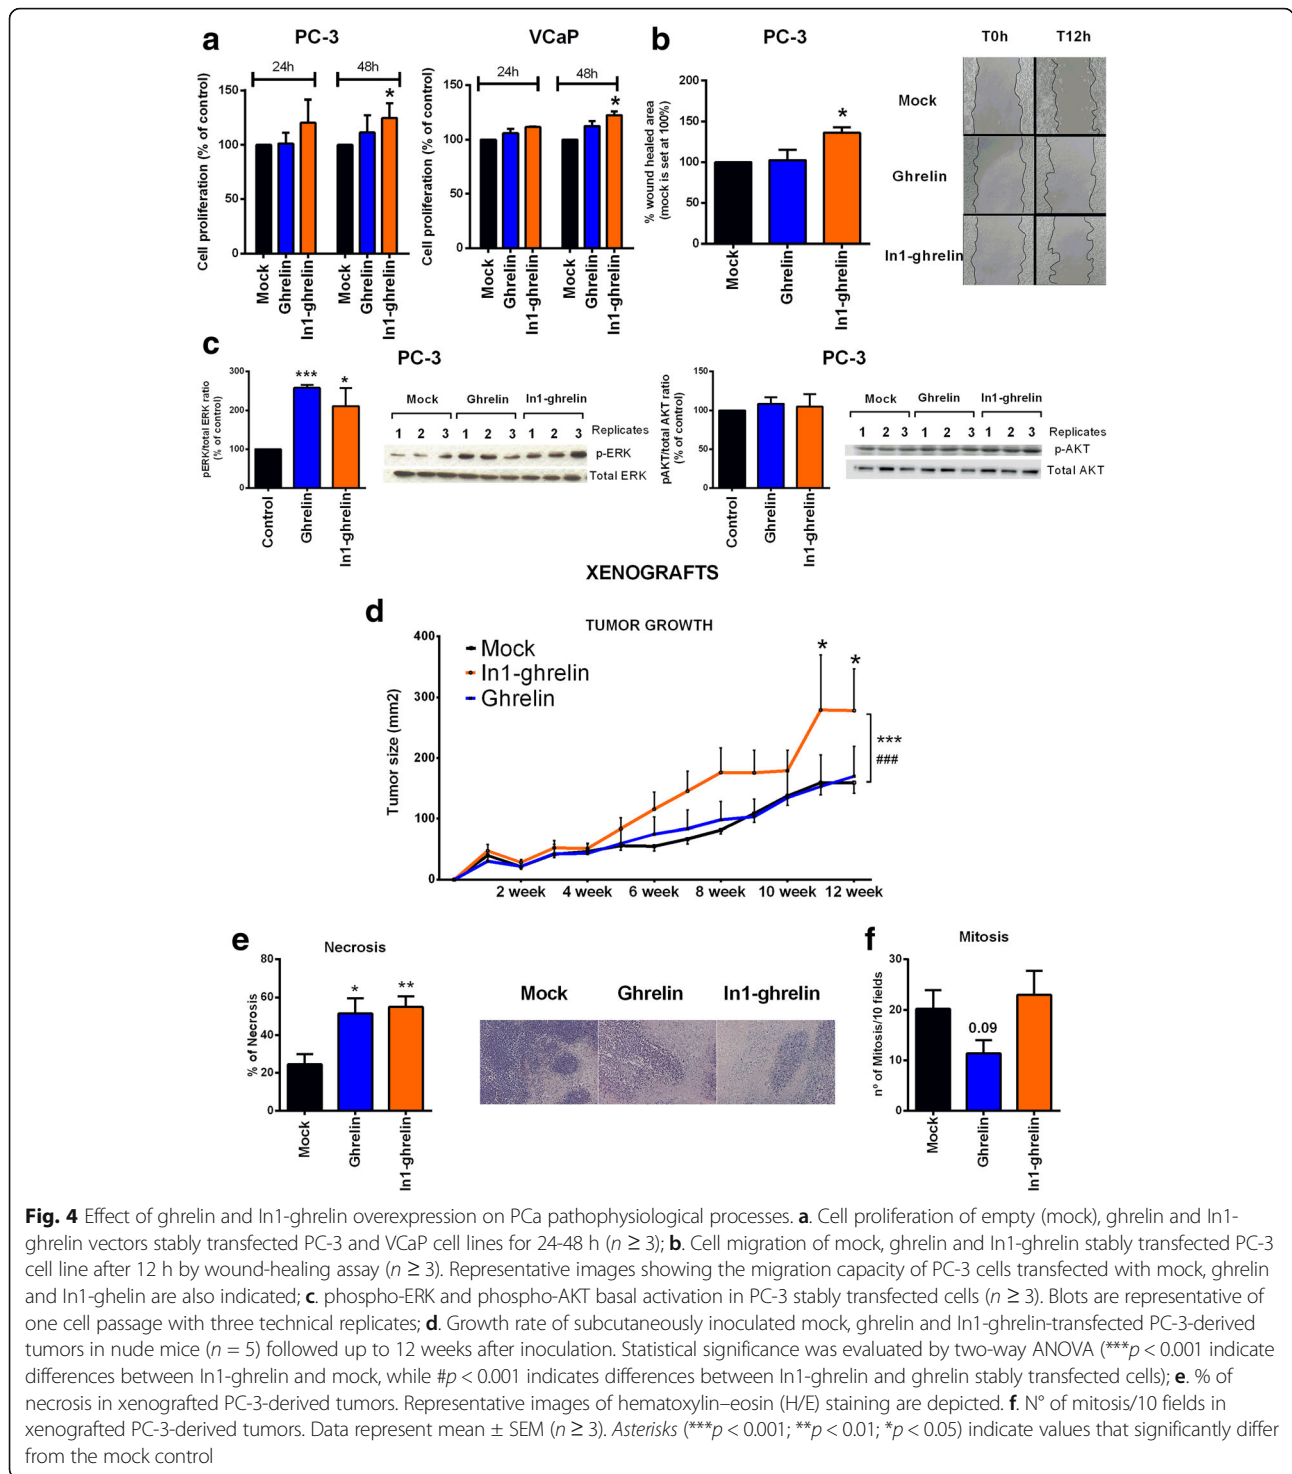 a
PC-3
VCaP
24h
48h
24h
48h
Cell proliferation (% of control)
150
100
50
0
*
Mock
Ghrelin
In1-ghrelin
Mock
Ghrelin
In1-ghrelin
Cell proliferation (% of control)
150
100
50
0
*
Mock
Ghrelin
In1-ghrelin
Mock
Ghrelin
In1-ghrelin
b
PC-3
% wound healed area
(mock is set at 100%)
200
150
100
50
0
*
Mock
Ghrelin
In1-ghrelin
T0h
T12h
Mock
Ghrelin
In1-ghrelin
c
PC-3
pERK/total ERK ratio
(% of control)
300
200
100
0
***
*
Control
Ghrelin
In1-ghrelin
Mock
Ghrelin
In1-ghrelin
1 2 3 1 2 3 1 2 3
Replicates
p-ERK
Total ERK
PC-3
pAKT/total AKT ratio
(% of control)
150
100
50
0
Control
Ghrelin
In1-ghrelin
Mock
Ghrelin
In1-ghrelin
1 2 3 1 2 3 1 2 3
Replicates
p-AKT
Total AKT
XENOGRAFTS
d
TUMOR GROWTH
Tumor size (mm2)
400
300
200
100
0
Mock
In1-ghrelin
Ghrelin
*
*
***
###
2 week
4 week
6 week
8 week
10 week
12 week
e
Necrosis
% of Necrosis
80
60
40
20
0
*
**
Mock
Ghrelin
In1-ghrelin
Mock
Ghrelin
In1-ghrelin
f
Mitosis
n° of Mitosis/10 fields
30
20
10
0
0.09
Mock
Ghrelin
In1-ghrelin
Fig. 4 Effect of ghrelin and In1-ghrelin overexpression on PCa pathophysiological processes. a. Cell proliferation of empty (mock), ghrelin and In1-
ghrelin vectors stably transfected PC-3 and VCaP cell lines for 24-48 h (n ≥ 3); b. Cell migration of mock, ghrelin and In1-ghrelin stably transfected PC-3
cell line after 12 h by wound-healing assay (n ≥ 3). Representative images showing the migration capacity of PC-3 cells transfected with mock, ghrelin
and In1-ghelin are also indicated; c. phospho-ERK and phospho-AKT basal activation in PC-3 stably transfected cells (n ≥ 3). Blots are representative of
one cell passage with three technical replicates; d. Growth rate of subcutaneously inoculated mock, ghrelin and In1-ghrelin-transfected PC-3-derived
tumors in nude mice (n = 5) followed up to 12 weeks after inoculation. Statistical significance was evaluated by two-way ANOVA (***p < 0.001 indicate
differences between In1-ghrelin and mock, while #p < 0.001 indicates differences between In1-ghrelin and ghrelin stably transfected cells); e. % of
necrosis in xenografted PC-3-derived tumors. Representative images of hematoxylin–eosin (H/E) staining are depicted. f. N° of mitosis/10 fields in
xenografted PC-3-derived tumors. Data represent mean ± SEM (n ≥ 3). Asterisks (***p < 0.001; **p < 0.01; *p < 0.05) indicate values that significantly differ
from the mock control